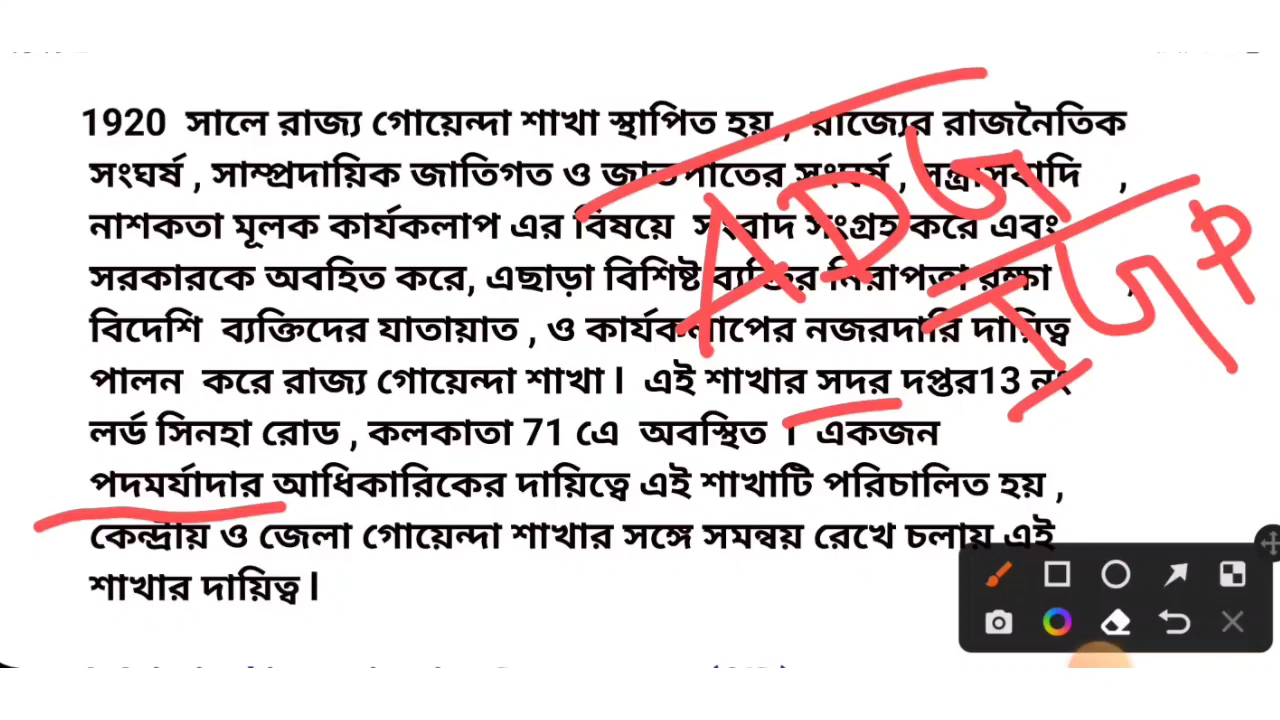 1920 সালে রাজ্য গোয়েন্দা শাখা স্থাপিত হয় , রাজ্যের রাজনৈতিক
সংঘর্ষ , সাম্প্রদায়িক জাতিগত ও জাতপাতের সংঘর্ষ , সন্ত্রাসবাদি ,
নাশকতা মূলক কার্যকলাপ এর বিষয়ে সংবাদ সংগ্রহ করে এবং
সরকারকে অবহিত করে, এছাড়া বিশিষ্ট ব্যক্তির নিরাপত্তা রক্ষা ,
বিদেশি ব্যক্তিদের যাতায়াত , ও কার্যকলাপের নজরদারি দায়িত্ব
পালন করে রাজ্য গোয়েন্দা শাখা l এই শাখার সদর দপ্তর13 নং
লর্ড সিনহা রোড , কলকাতা 71 এে অবস্থিত । একজন
পদমর্যাদার আধিকারিকের দায়িত্বে এই শাখাটি পরিচালিত হয় ,
কেন্দ্রীয় ও জেলা গোয়েন্দা শাখার সঙ্গে সমন্বয় রেখে চলায় এই
শাখার দায়িত্ব l
ADG
IGP